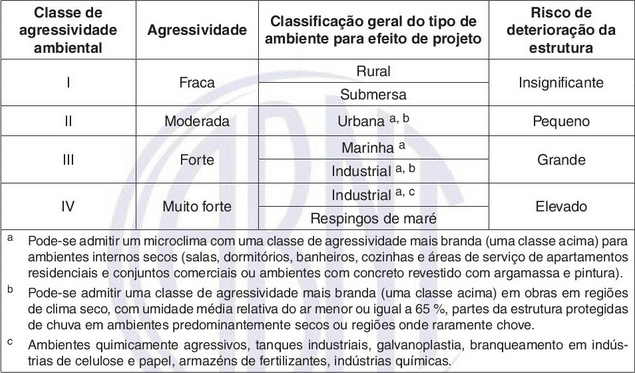 Classe de agressividade ambiental
Agressividade
Classificação geral do tipo de ambiente para efeito de projeto
Risco de deterioração da estrutura
I
Fraca
Rural
Submersa
Insignificante
II
Moderada
Urbana a, b
Pequeno
III
Forte
Marinha a
Industrial a, b
Grande
IV
Muito forte
Industrial a, c
Respingos de maré
Elevado
a Pode-se admitir um microclima com uma classe de agressividade mais branda (uma classe acima) para
ambientes internos secos (salas, dormitórios, banheiros, cozinhas e áreas de serviço de apartamentos
residenciais e conjuntos comerciais ou ambientes com concreto revestido com argamassa e pintura).
b Pode-se admitir uma classe de agressividade mais branda (uma classe acima) em obras em regiões
de clima seco, com umidade média relativa do ar menor ou igual a 65 %, partes da estrutura protegidas
de chuva em ambientes predominantemente secos ou regiões onde raramente chove.
c Ambientes quimicamente agressivos, tanques industriais, galvanoplastia, branqueamento em indús-
trias de celulose e papel, armazéns de fertilizantes, indústrias químicas.
ABNT